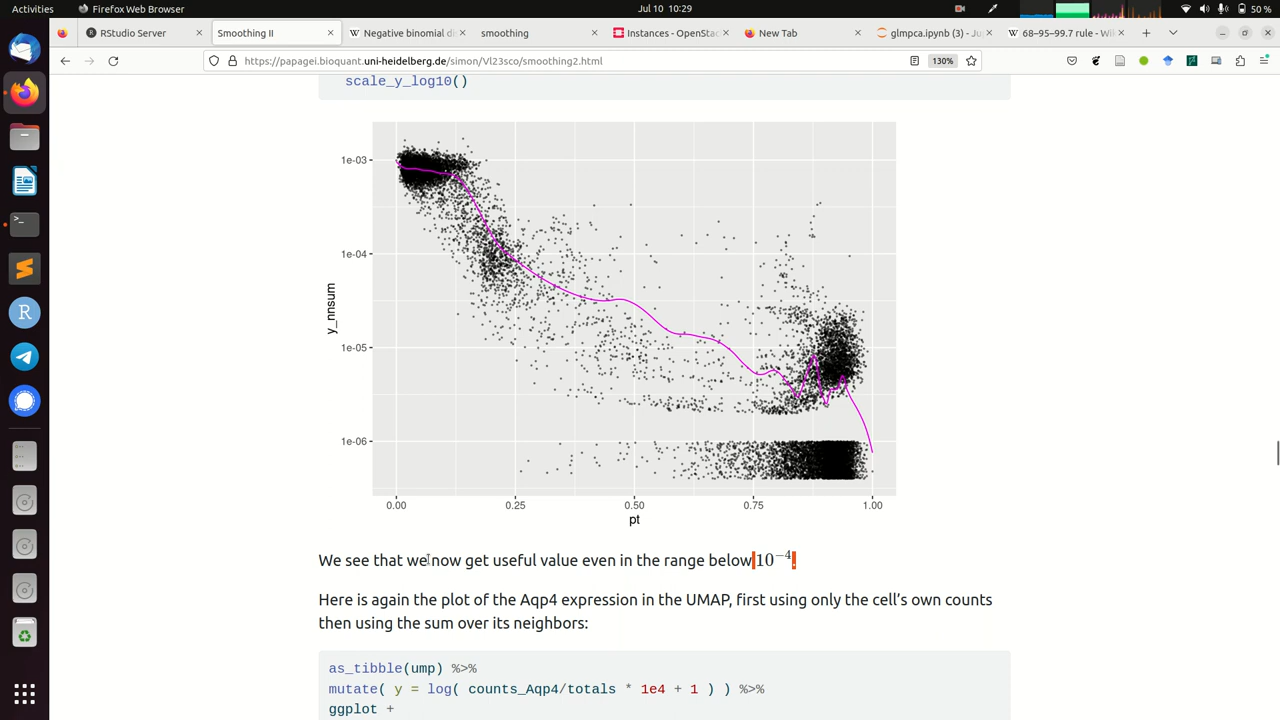 Activities
Firefox Web Browser
Jul 10 10:29
50 %
RStudio Server
Smoothing II
Negative binomial di
smoothing
Instances - OpenSta
New Tab
glmpca.ipynb (3) - Ju
68–95–99.7 rule - Wi
https://papagei.bioquant.uni-heidelberg.de/simon/Vl23sco/smoothing2.html
130%
scale_y_log10()
1e-03
1e-04
1e-05
1e-06
y_nnsum
0.00
0.25
0.50
0.75
1.00
pt
We see that we now get useful value even in the range below 10⁻⁴.
Here is again the plot of the Aqp4 expression in the UMAP, first using only the cell’s own counts
then using the sum over its neighbors:
as_tibble(ump) %>%
mutate( y = log( counts_Aqp4/totals * 1e4 + 1 ) ) %>%
ggplot +